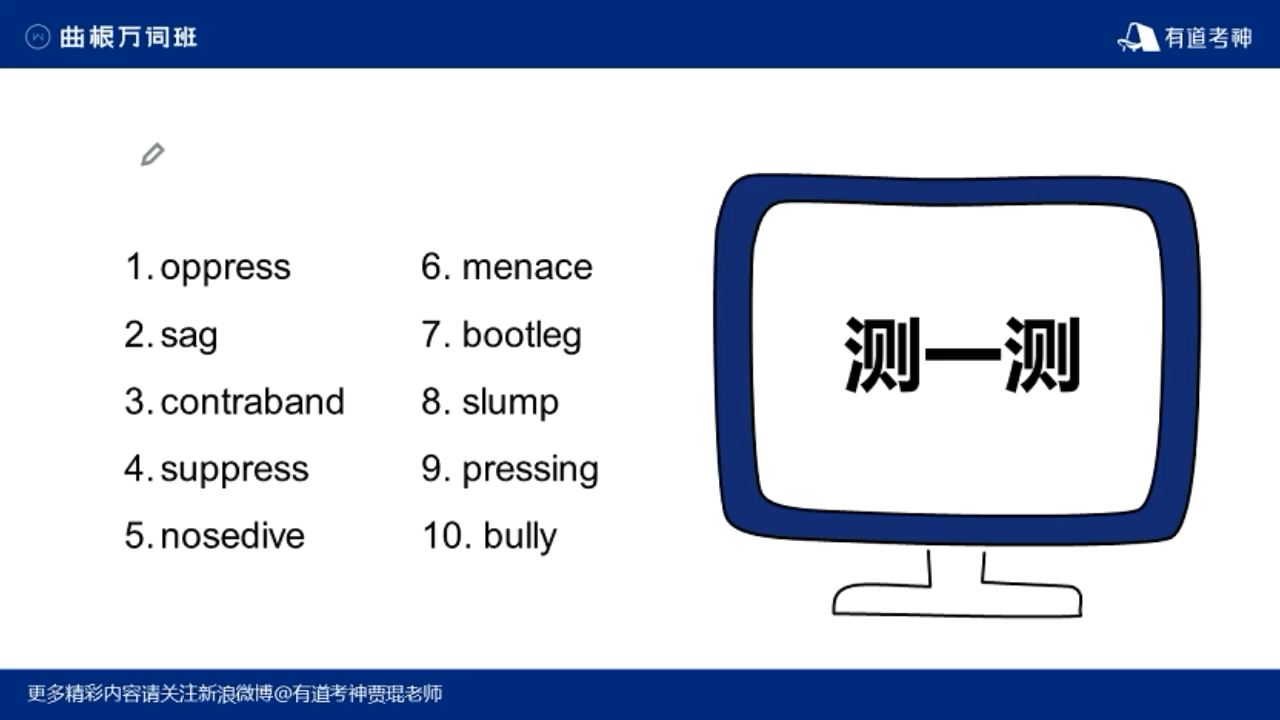 曲根万词班
有道考神
1. oppress
2. sag
3. contraband
4. suppress
5. nosedive
6. menace
7. bootleg
8. slump
9. pressing
10. bully
测一测
更多精彩内容请关注新浪微博@有道考神贾琨老师